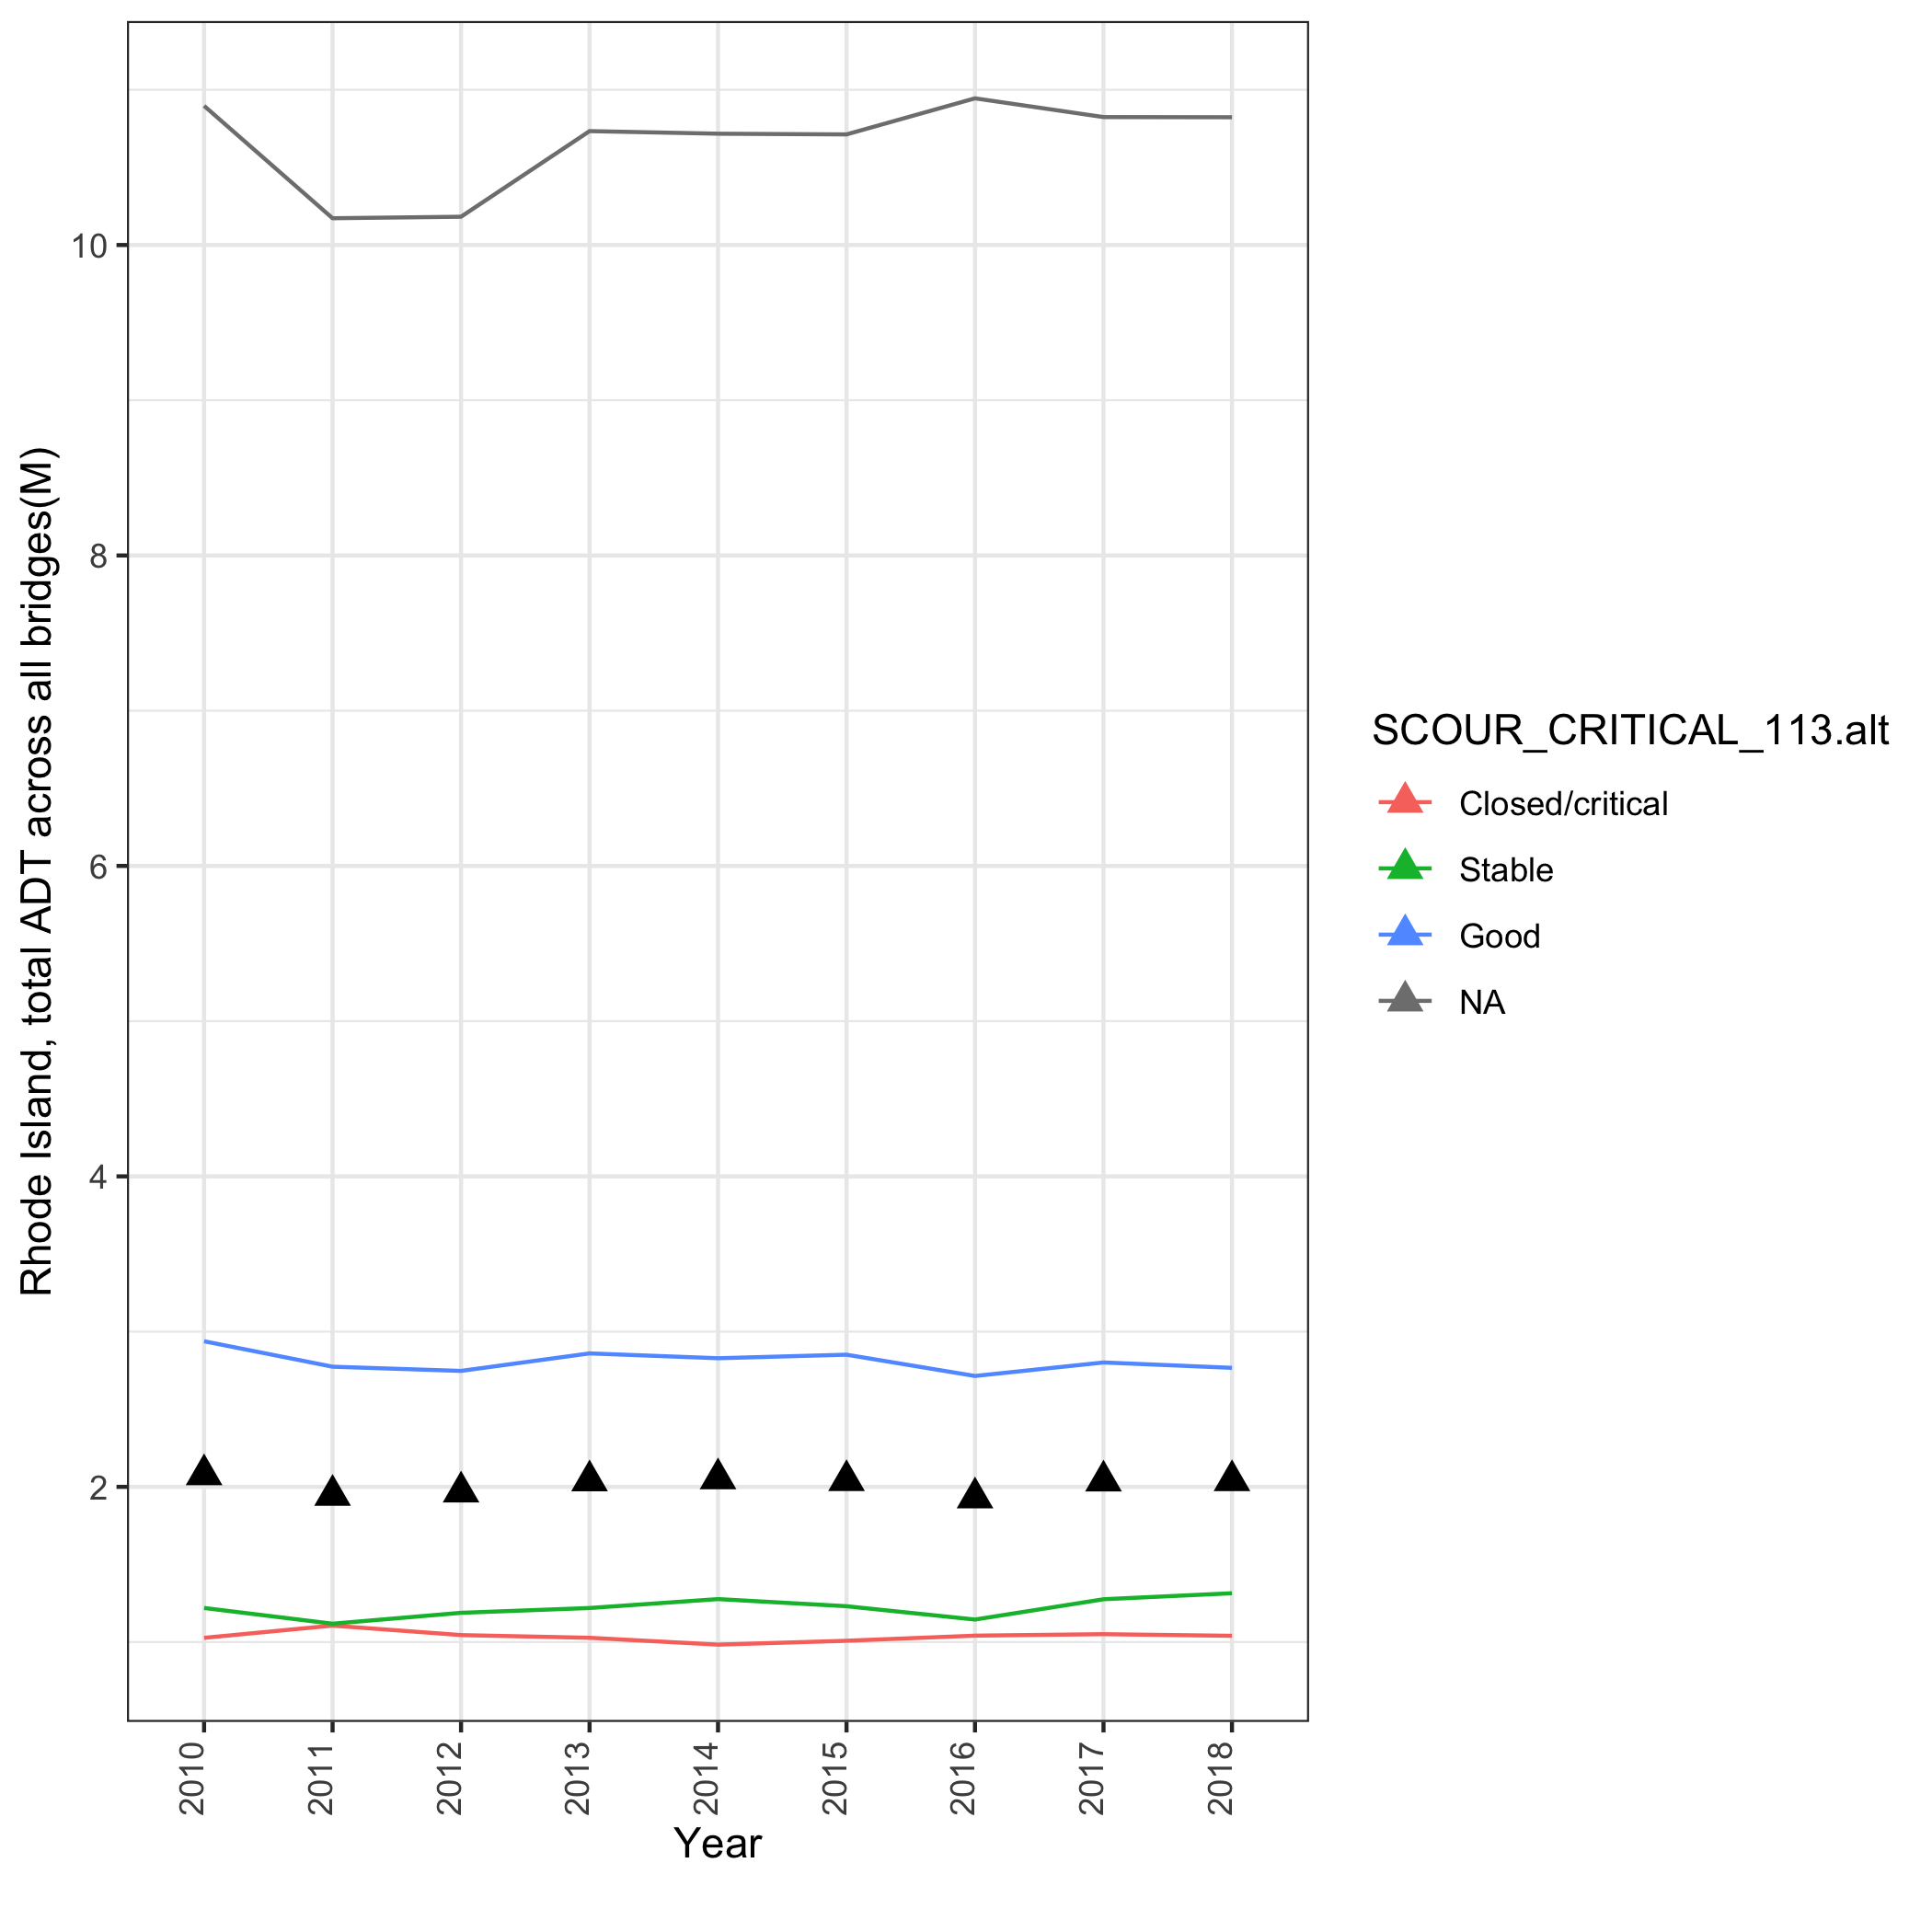 Rhode Island, total ADT across all bridges(M)
10
8
6
4
2
2010
2011
2012
2013
2014
2015
2016
2017
2018
Year
SCOUR_CRITICAL_113.alt
Closed/critical
Stable
Good
NA